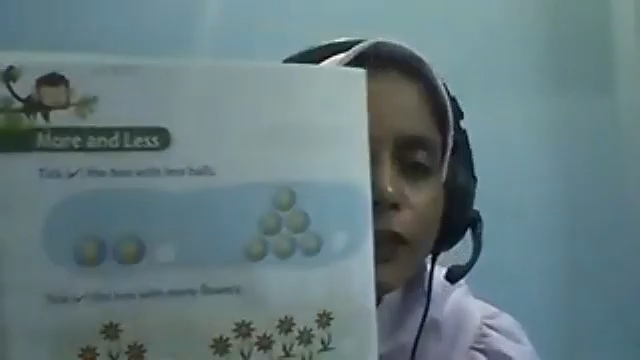 More and Less
Tick ✓ the box with less balls.
Tick ✓ the box with more flowers.